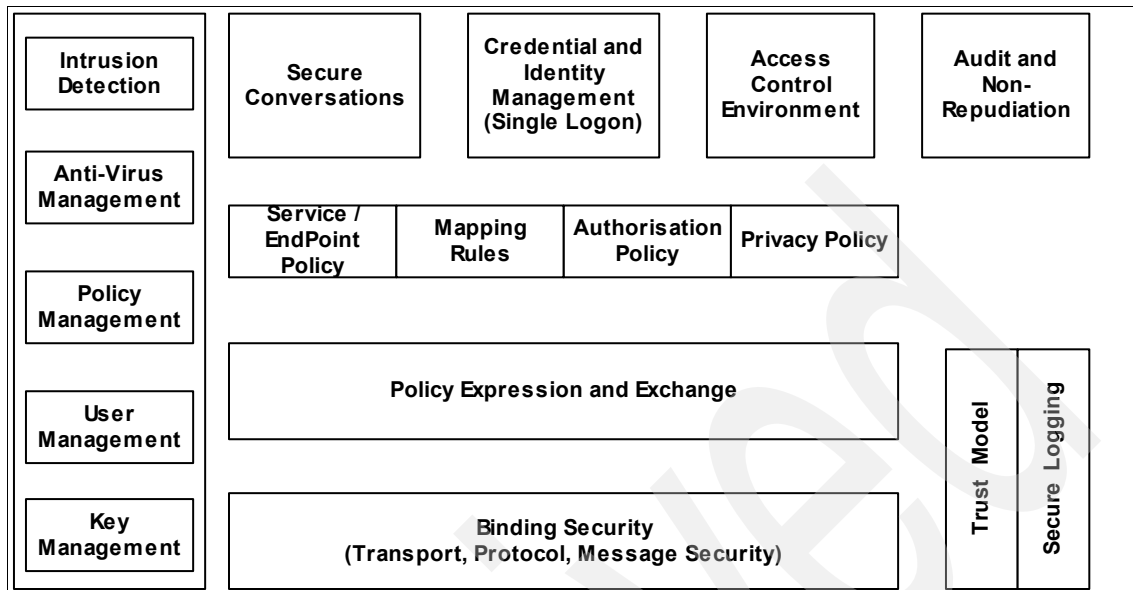 Intrusion
Detection
Anti-Virus
Management
Policy
Management
User
Management
Key
Management
Secure
Conversations
Credential and
Identity
Management
(Single Logon)
Access
Control
Environment
Audit and
Non-
Repudiation
Service /
EndPoint
Policy
Mapping
Rules
Authorisation
Policy
Privacy Policy
Policy Expression and Exchange
Binding Security
(Transport, Protocol, Message Security)
Trust Model
Secure Logging